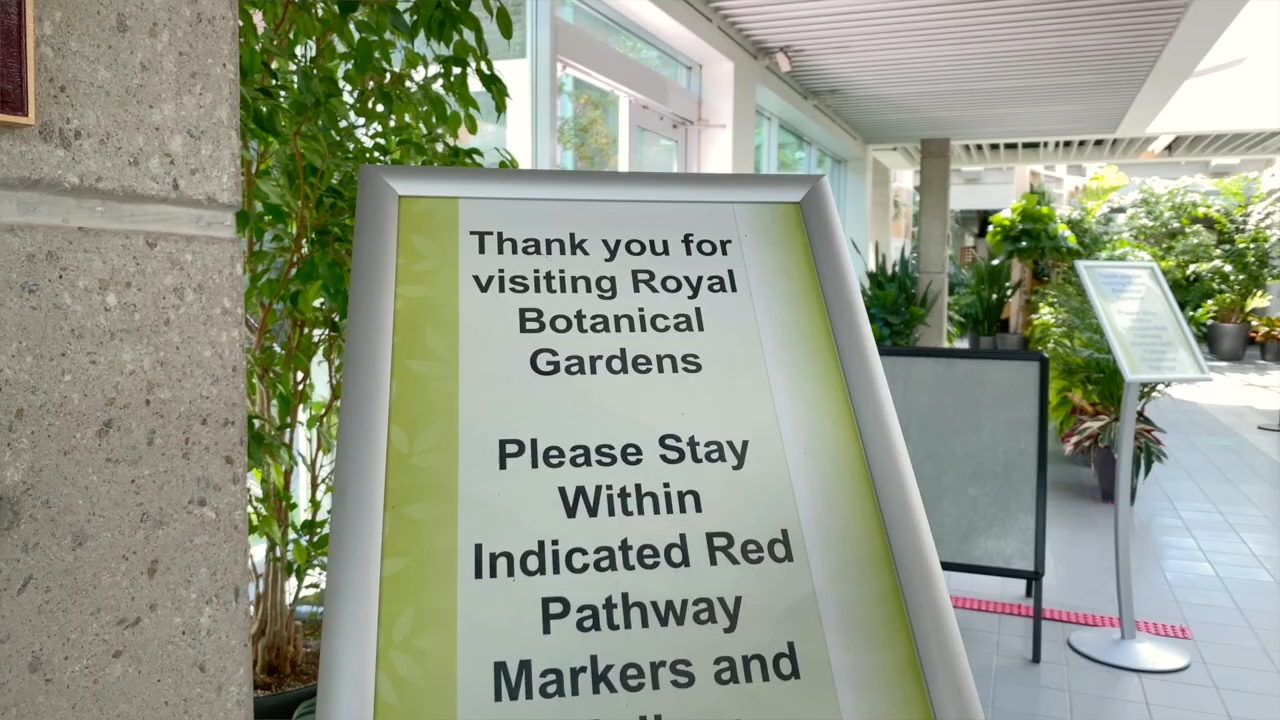 Thank you for
visiting Royal
Botanical
Gardens
Please Stay
Within
Indicated Red
Pathway
Markers and